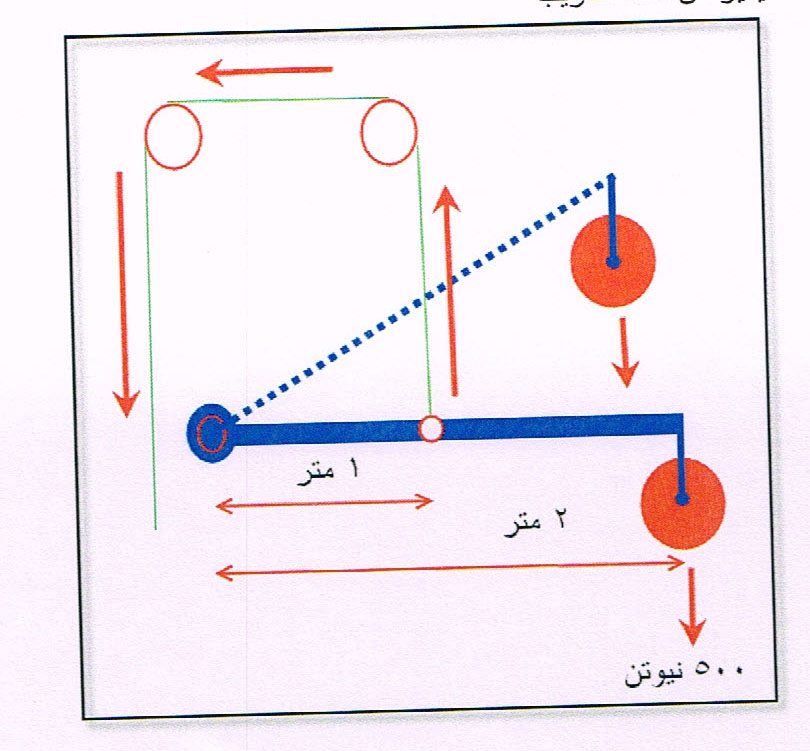 ١ متر
٢ متر
٥٠٠ نيوتن